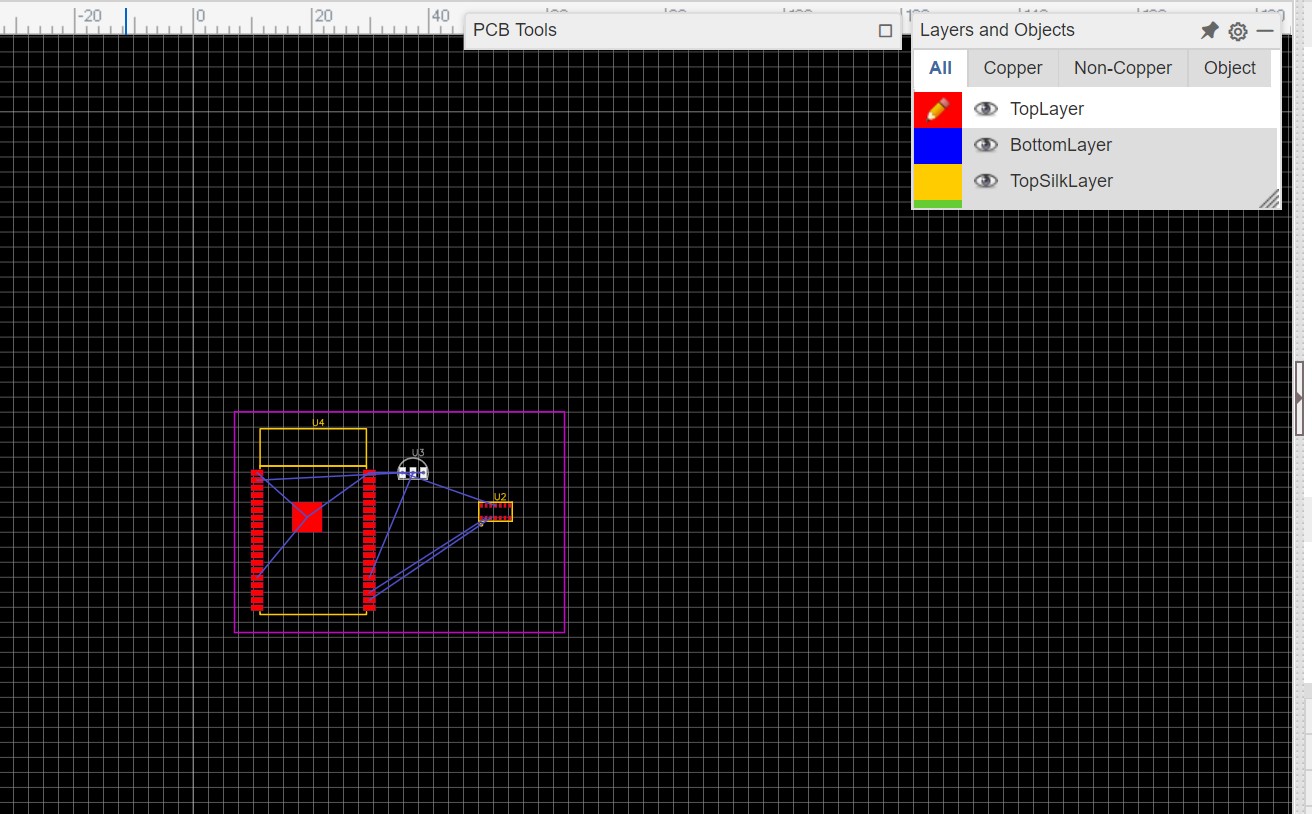 -20 0 20 40
PCB Tools
Layers and Objects
All Copper Non-Copper Object
TopLayer
BottomLayer
TopSilkLayer
U4
U3
U2